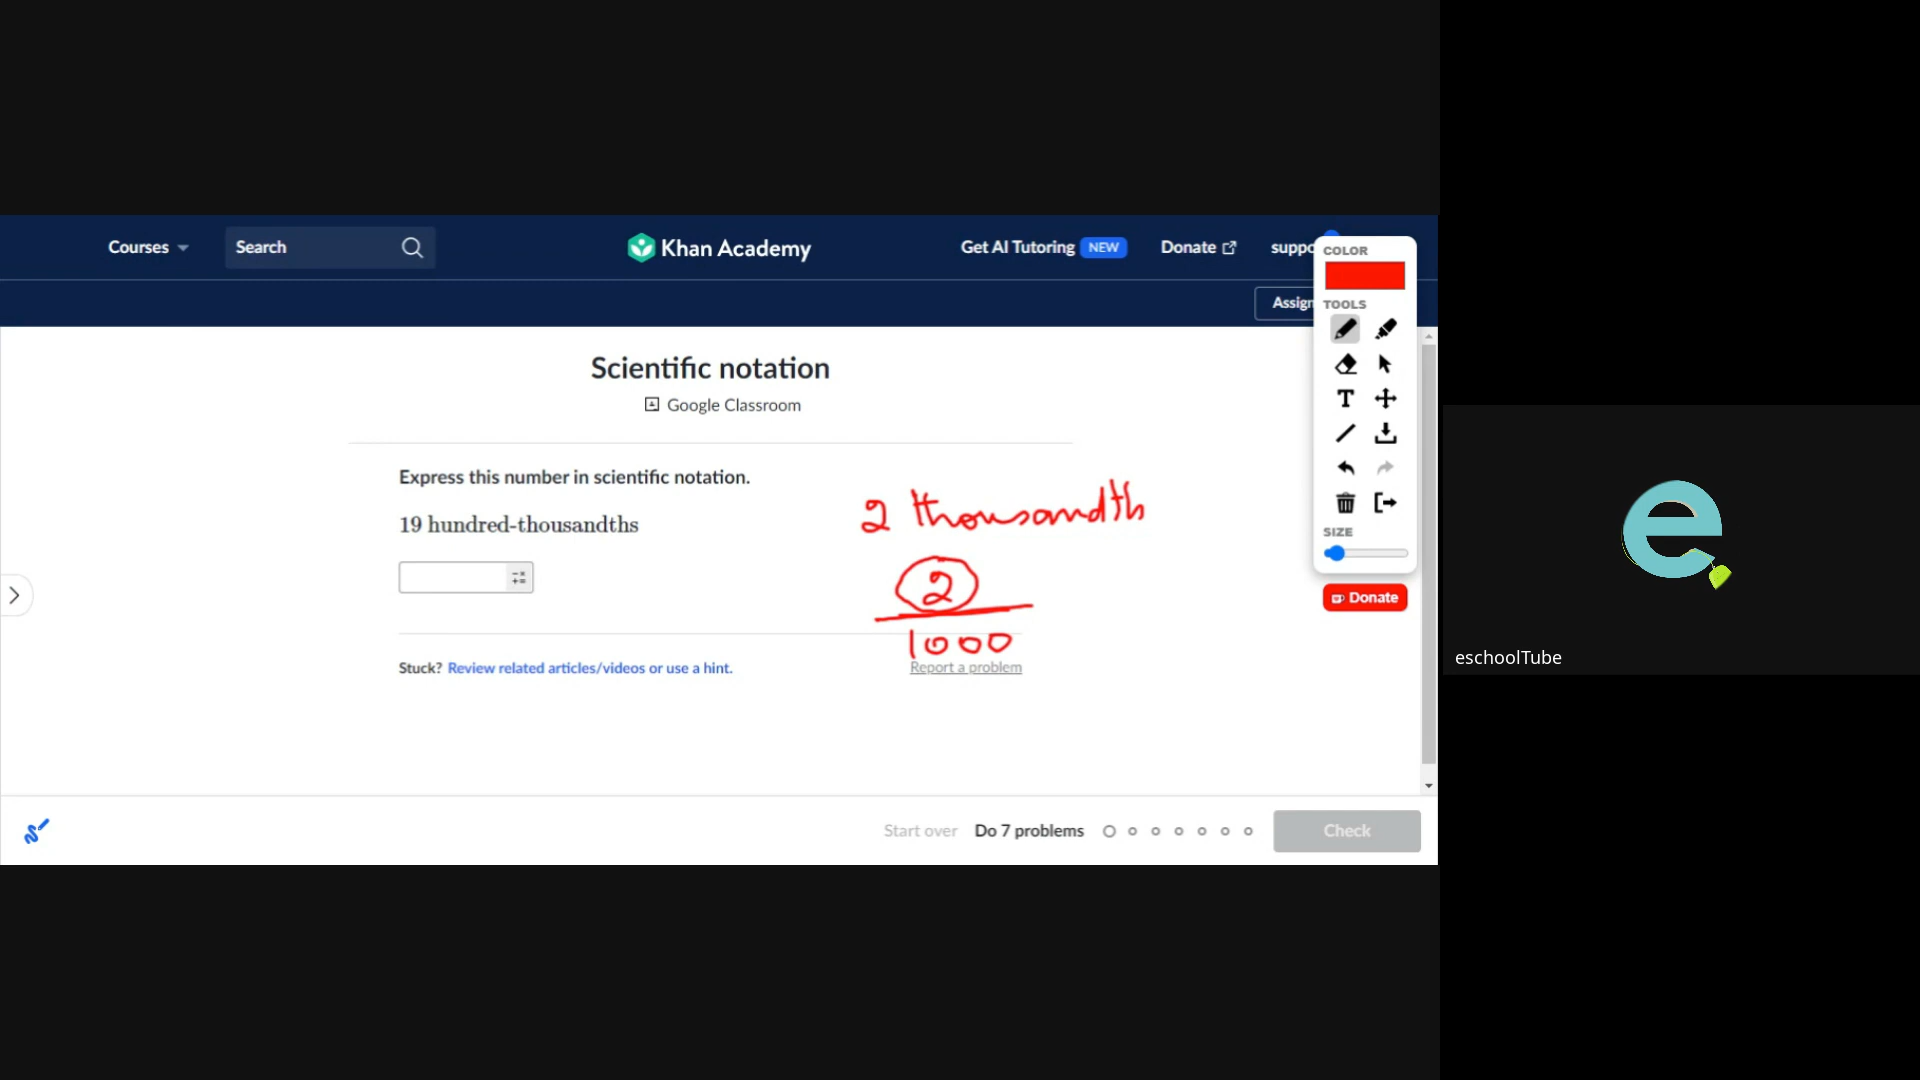 Courses
Search
Khan Academy
Get AI Tutoring NEW
Donate
suppo
Assign
COLOR
TOOLS
SIZE
Donate
Scientific notation
Google Classroom
Express this number in scientific notation.
19 hundred-thousandths
2 thousandth
2
1000
Stuck? Review related articles/videos or use a hint.
Report a problem
Start over
Do 7 problems
Check
eschoolTube